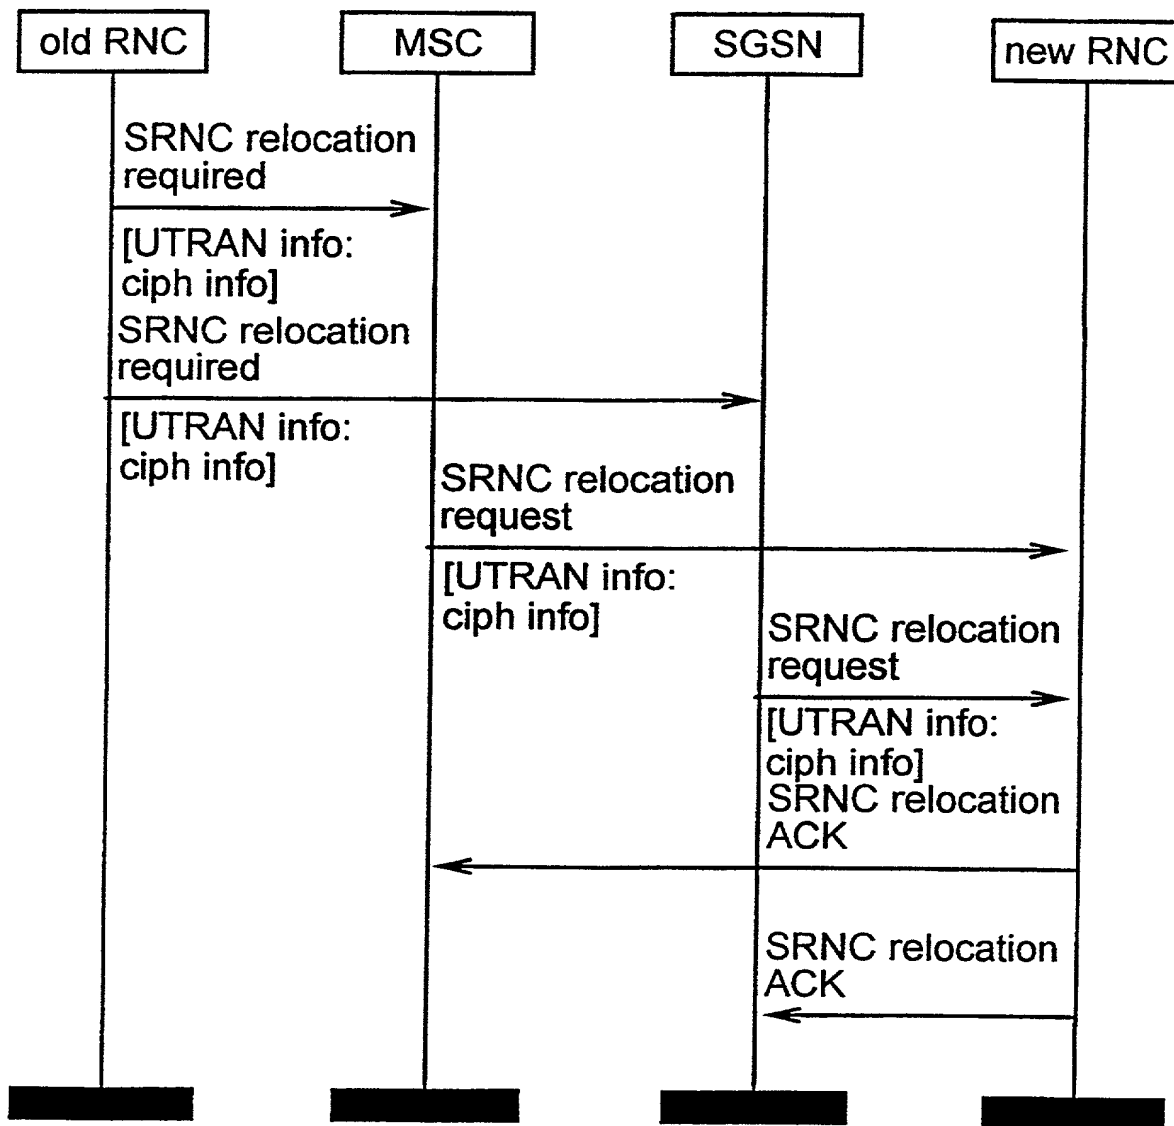 old RNC
MSC
SGSN
new RNC
SRNC relocation
required
[UTRAN info:
ciph info]
SRNC relocation
required
[UTRAN info:
ciph info]
SRNC relocation
request
[UTRAN info:
ciph info]
SRNC relocation
request
[UTRAN info:
ciph info]
SRNC relocation
ACK
SRNC relocation
ACK